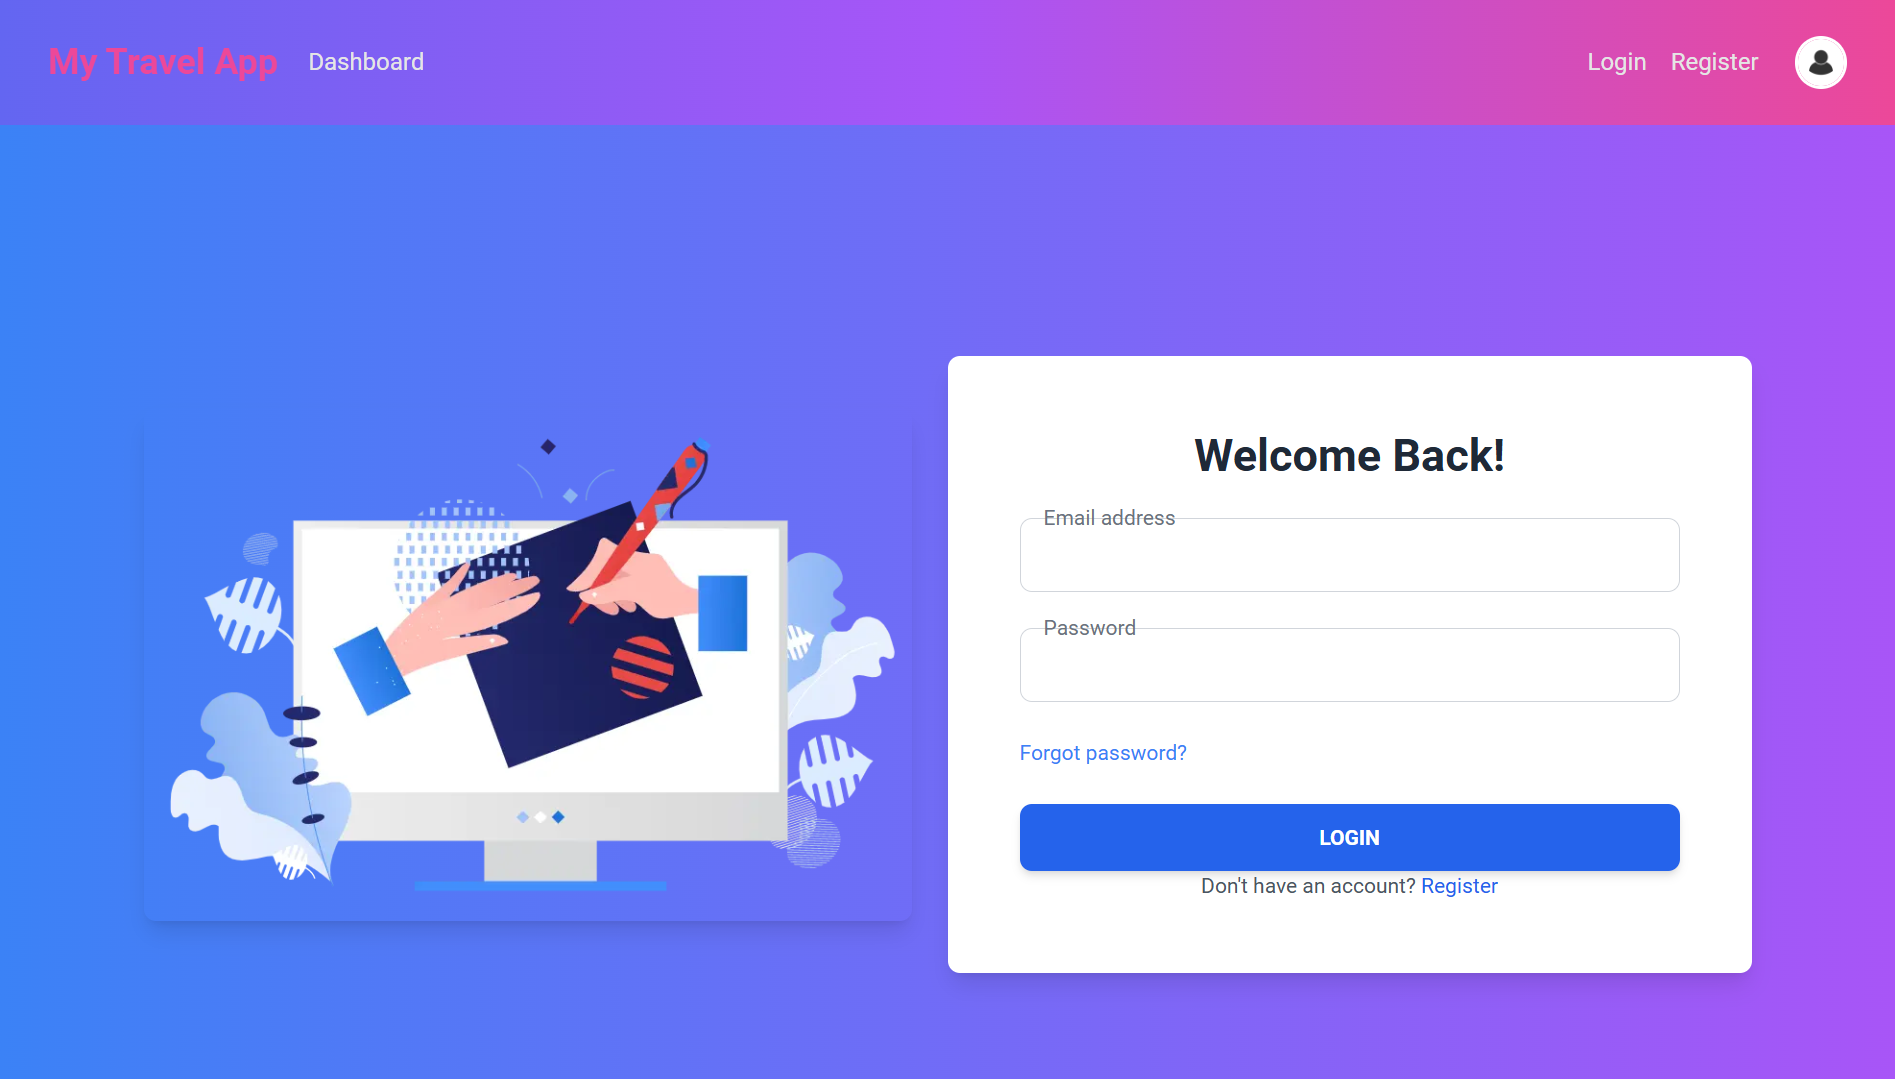 My Travel App
Dashboard
Login
Register
Welcome Back!
Email address
Password
Forgot password?
LOGIN
Don't have an account? Register